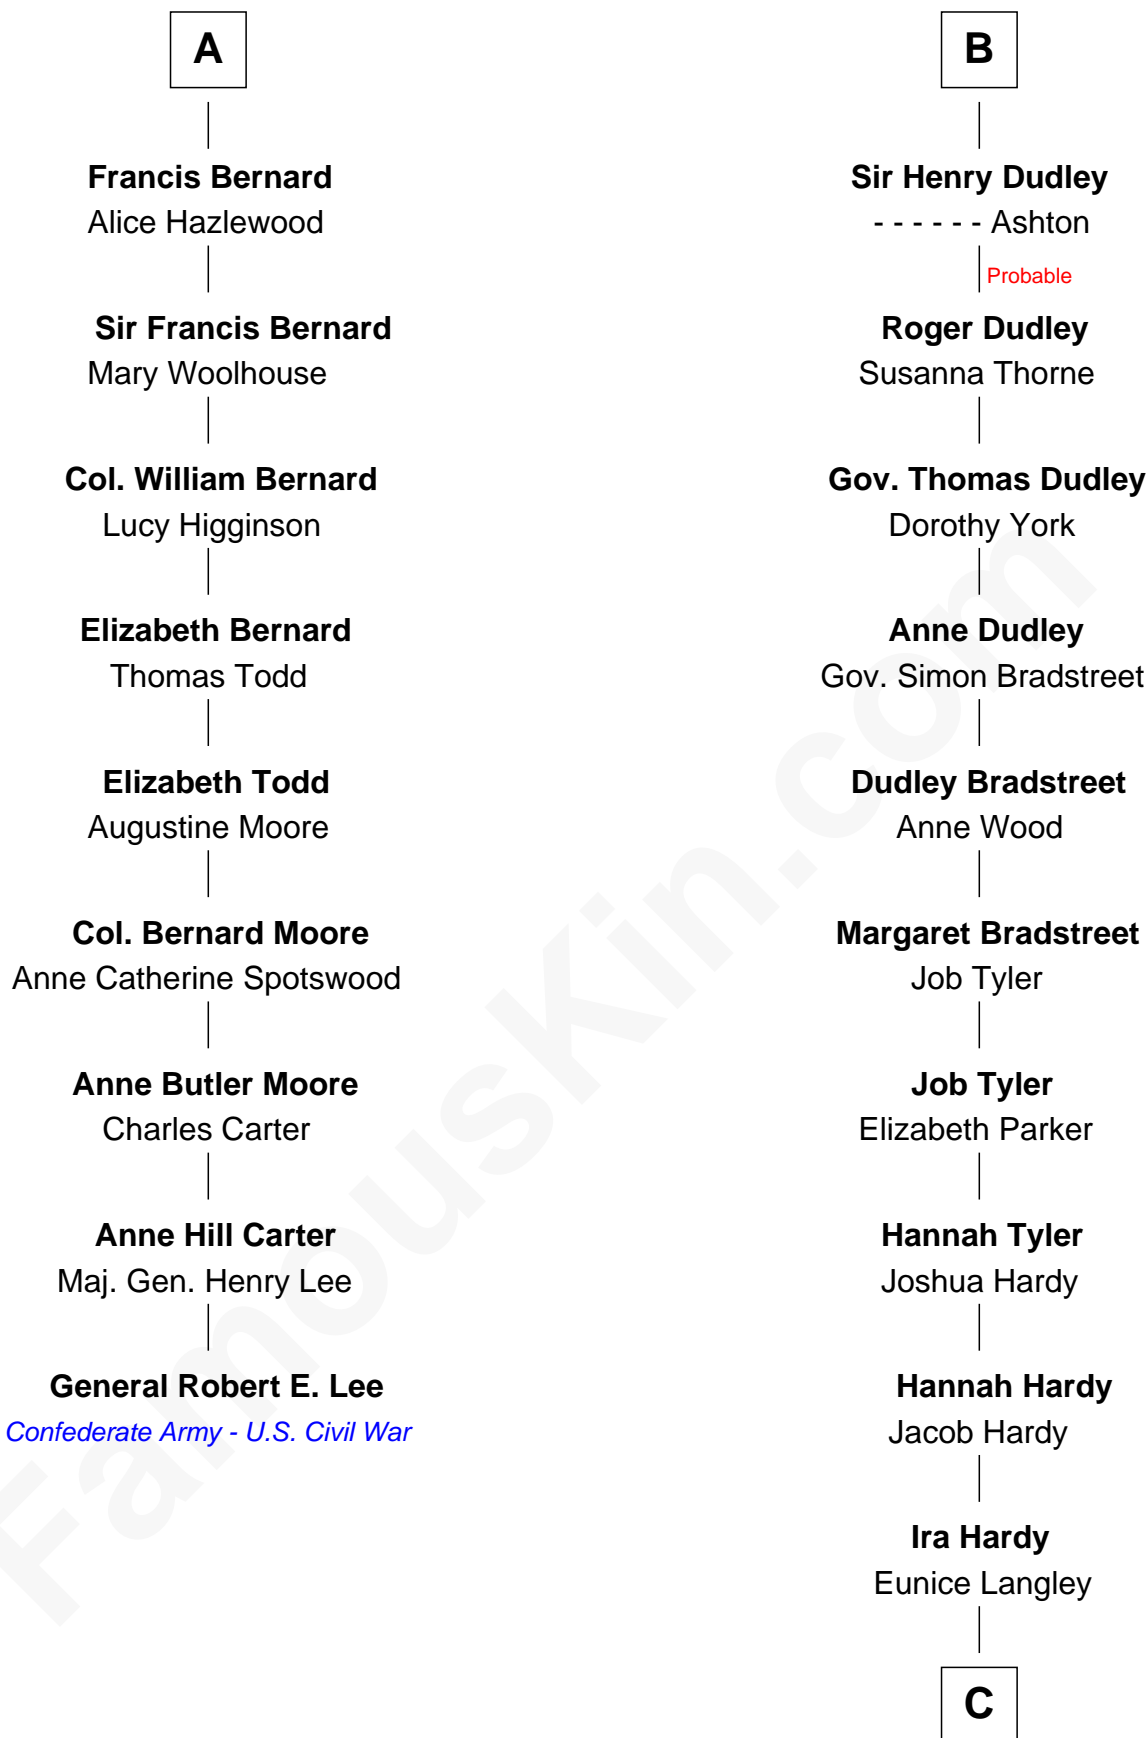 A
Francis Bernard
Alice Hazlewood
Sir Francis Bernard
Mary Woolhouse
Col. William Bernard
Lucy Higginson
Elizabeth Bernard
Thomas Todd
Elizabeth Todd
Augustine Moore
Col. Bernard Moore
Anne Catherine Spotswood
Anne Butler Moore
Charles Carter
Anne Hill Carter
Maj. Gen. Henry Lee
General Robert E. Lee
Confederate Army - U.S. Civil War
B
Sir Henry Dudley
- - - - - - Ashton
Probable
Roger Dudley
Susanna Thorne
Gov. Thomas Dudley
Dorothy York
Anne Dudley
Gov. Simon Bradstreet
Dudley Bradstreet
Anne Wood
Margaret Bradstreet
Job Tyler
Job Tyler
Elizabeth Parker
Hannah Tyler
Joshua Hardy
Hannah Hardy
Jacob Hardy
Ira Hardy
Eunice Langley
C
FamousKin.com